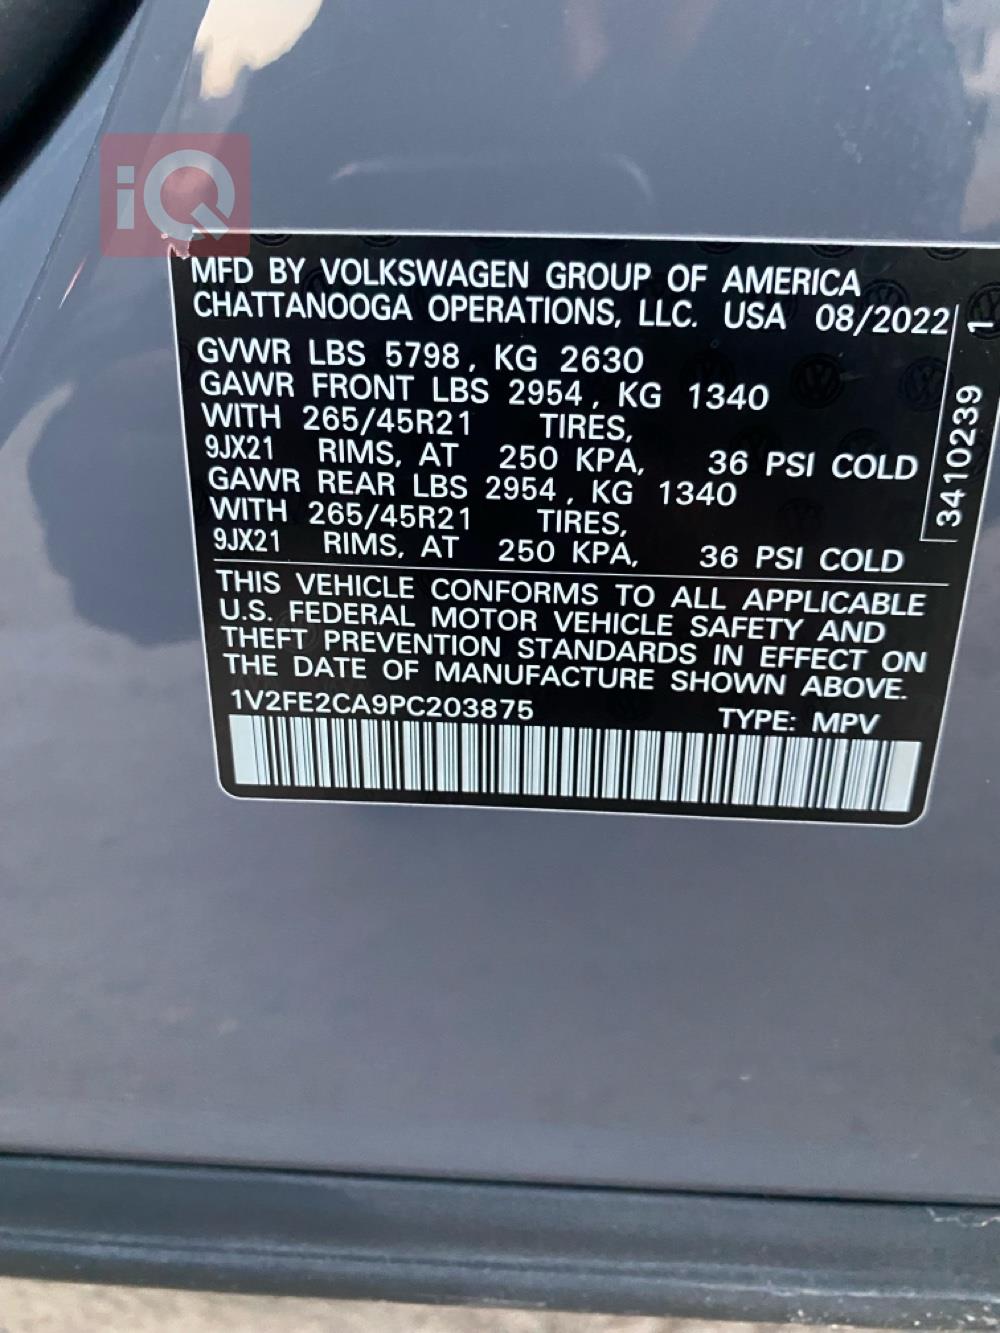 iQ
MFD BY VOLKSWAGEN GROUP OF AMERICA
CHATTANOOGA OPERATIONS, LLC. USA 08/2022
GVWR LBS 5798, KG 2630
GAWR FRONT LBS 2954, KG 1340
WITH 265/45R21 TIRES,
9JX21 RIMS, AT 250 KPA, 36 PSI COLD
GAWR REAR LBS 2954, KG 1340
WITH 265/45R21 TIRES,
9JX21 RIMS, AT 250 KPA, 36 PSI COLD
THIS VEHICLE CONFORMS TO ALL APPLICABLE
U.S. FEDERAL MOTOR VEHICLE SAFETY AND
THEFT PREVENTION STANDARDS IN EFFECT ON
THE DATE OF MANUFACTURE SHOWN ABOVE.
1V2FE2CA9PC203875 TYPE: MPV
3410239 1